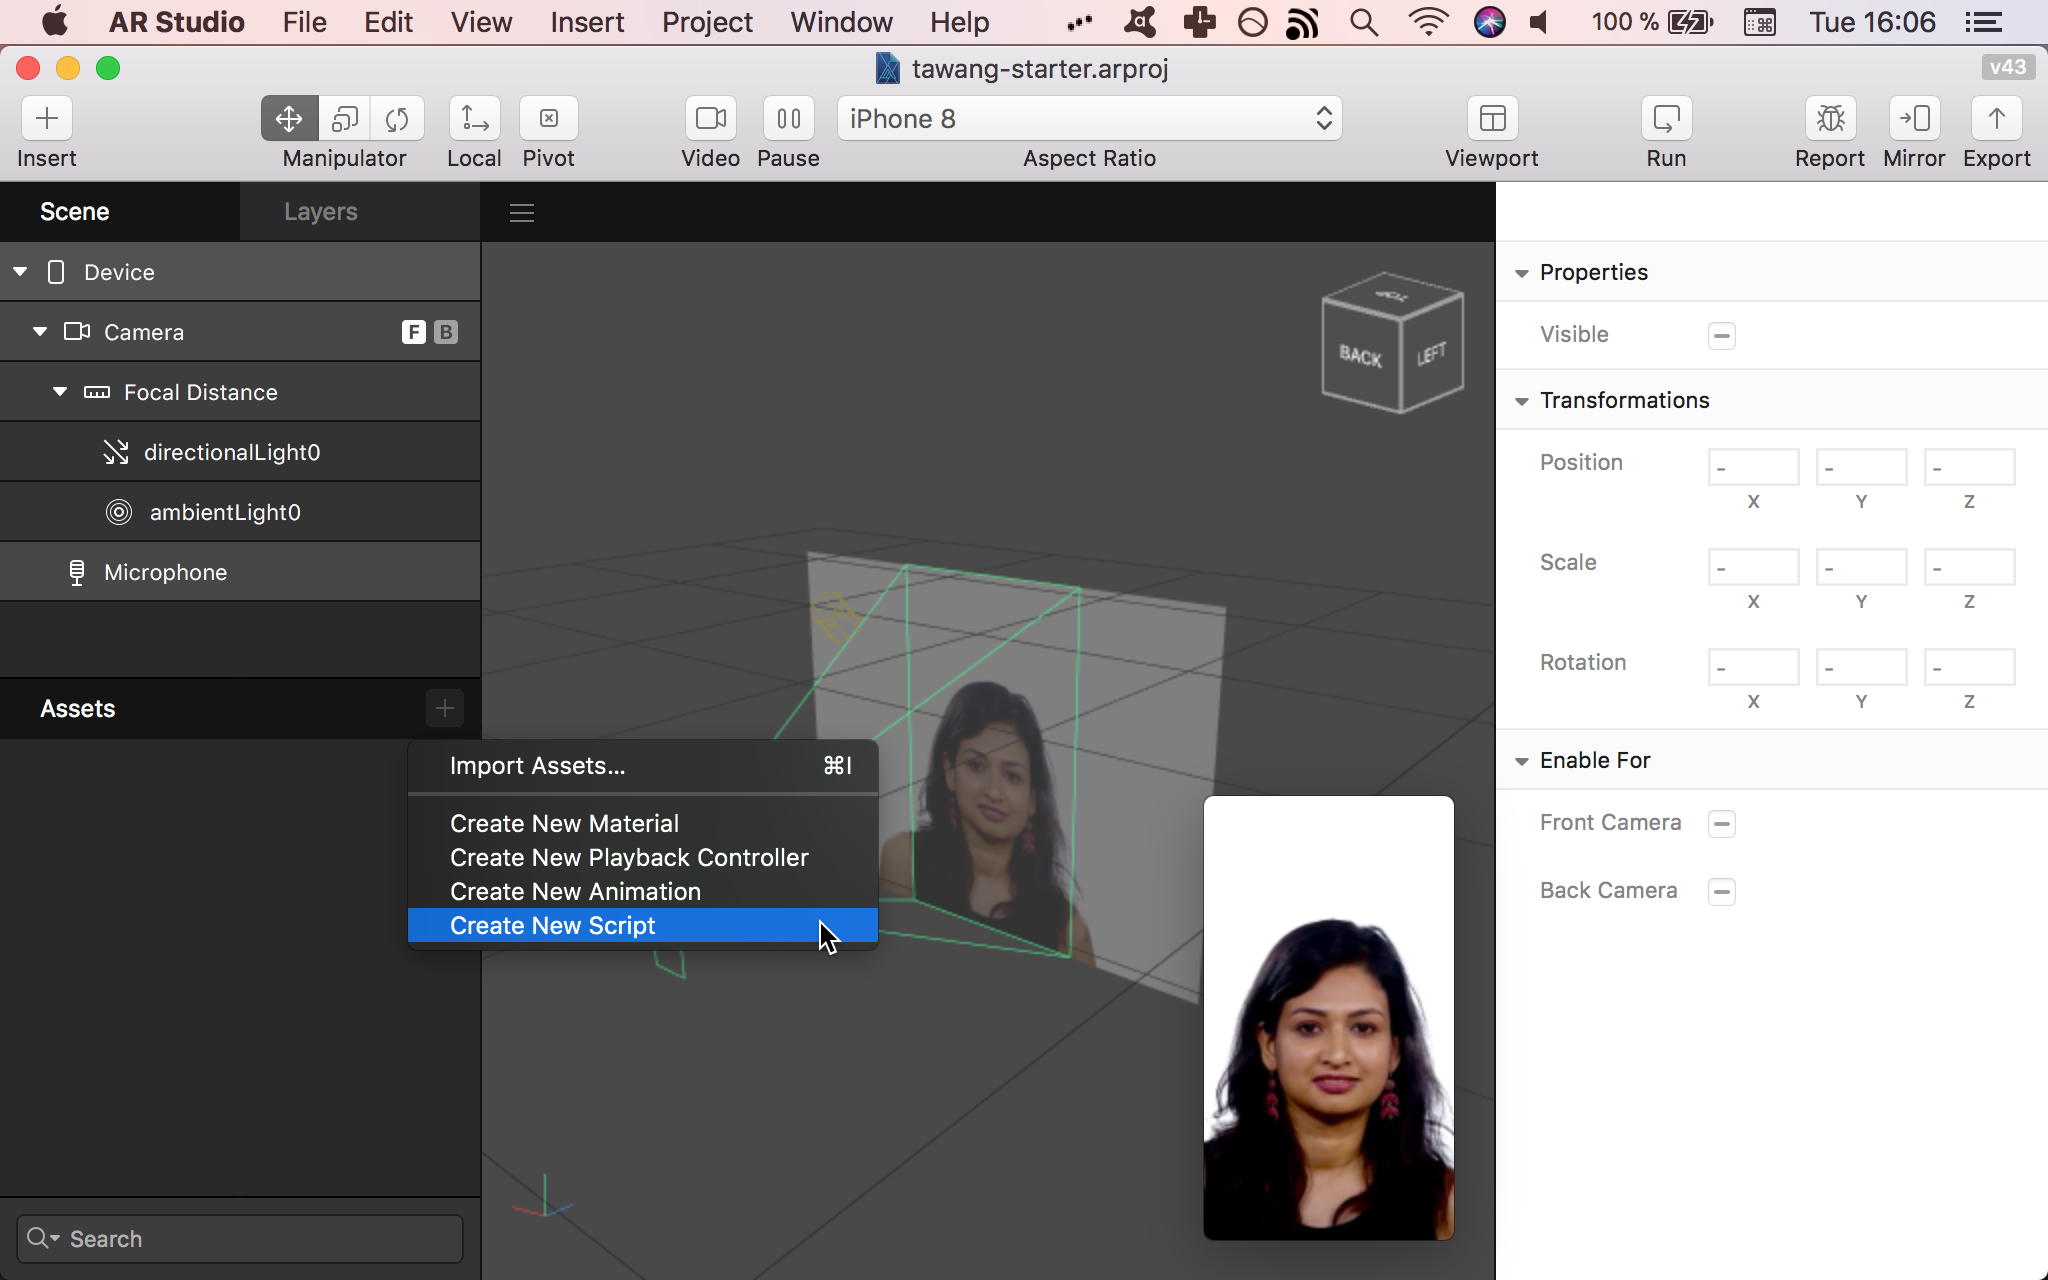 AR Studio File Edit View Insert Project Window Help 100 % Tue 16:06
tawang-starter.arproj v43
iPhone 8
Insert Manipulator Local Pivot Video Pause Aspect Ratio Viewport Run Report Mirror Export
Scene Layers
Device
Camera F B
Focal Distance
directionalLight0
ambientLight0
Microphone
Assets
Import Assets... ⌘I
Create New Material
Create New Playback Controller
Create New Animation
Create New Script
Search
TOP
BACK LEFT
Properties
Visible
Transformations
Position - - -
X Y Z
Scale - - -
X Y Z
Rotation - - -
X Y Z
Enable For
Front Camera
Back Camera